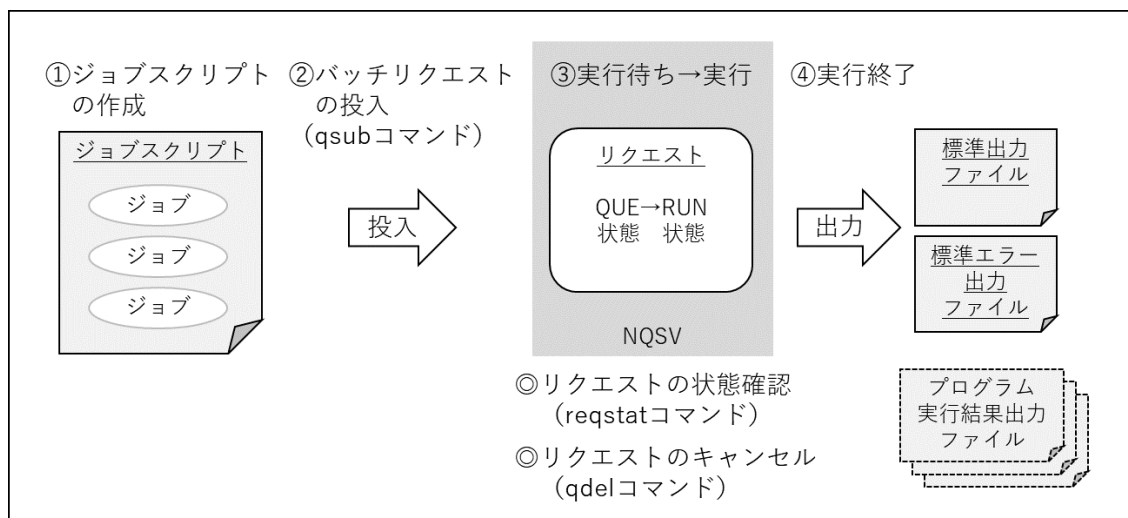 ①ジョブスクリプト
の作成
ジョブスクリプト
ジョブ
ジョブ
ジョブ
②バッチリクエスト
の投入
(qsubコマンド)
投入
③実行待ち→実行
リクエスト
QUE→RUN
状態 状態
NQSV
◎リクエストの状態確認
(reqstatコマンド)
◎リクエストのキャンセル
(qdelコマンド)
④実行終了
出力
標準出力
ファイル
標準エラー
出力
ファイル
プログラム
実行結果出力
ファイル